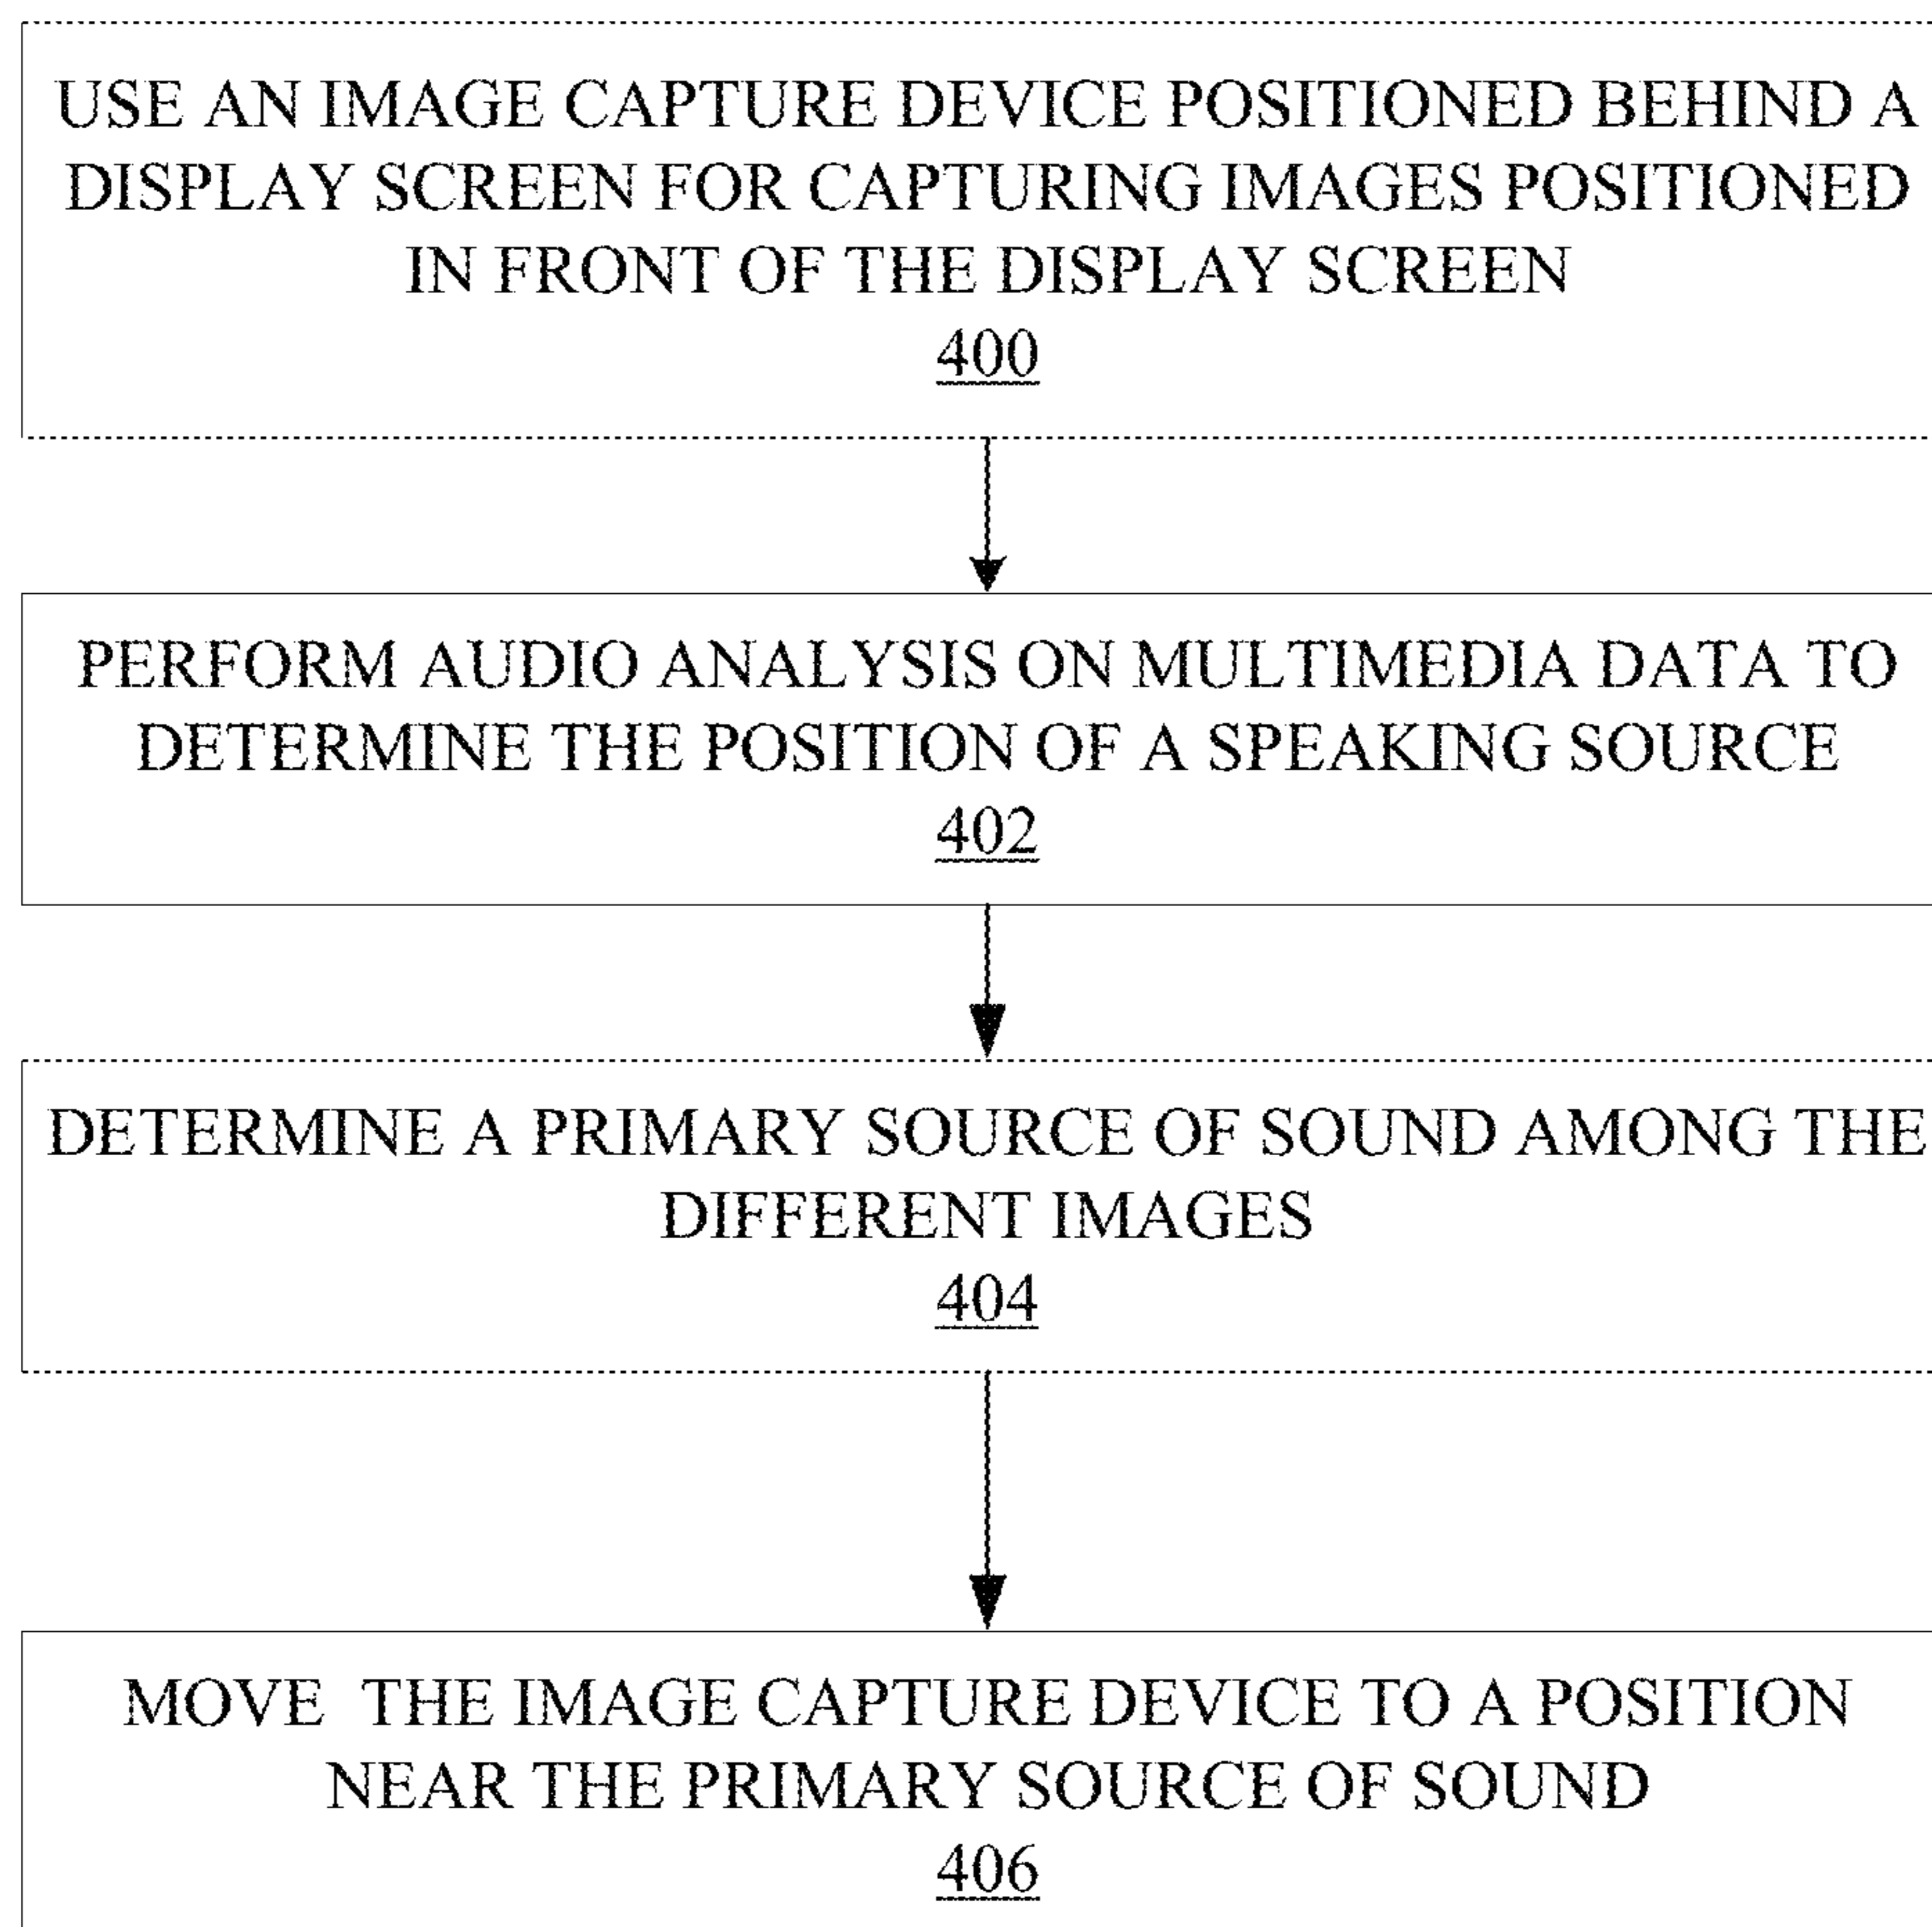 USE AN IMAGE CAPTURE DEVICE POSITIONED BEHIND A
DISPLAY SCREEN FOR CAPTURING IMAGES POSITIONED
IN FRONT OF THE DISPLAY SCREEN
400
PERFORM AUDIO ANALYSIS ON MULTIMEDIA DATA TO
DETERMINE THE POSITION OF A SPEAKING SOURCE
402
DETERMINE A PRIMARY SOURCE OF SOUND AMONG THE
DIFFERENT IMAGES
404
MOVE THE IMAGE CAPTURE DEVICE TO A POSITION
NEAR THE PRIMARY SOURCE OF SOUND
406